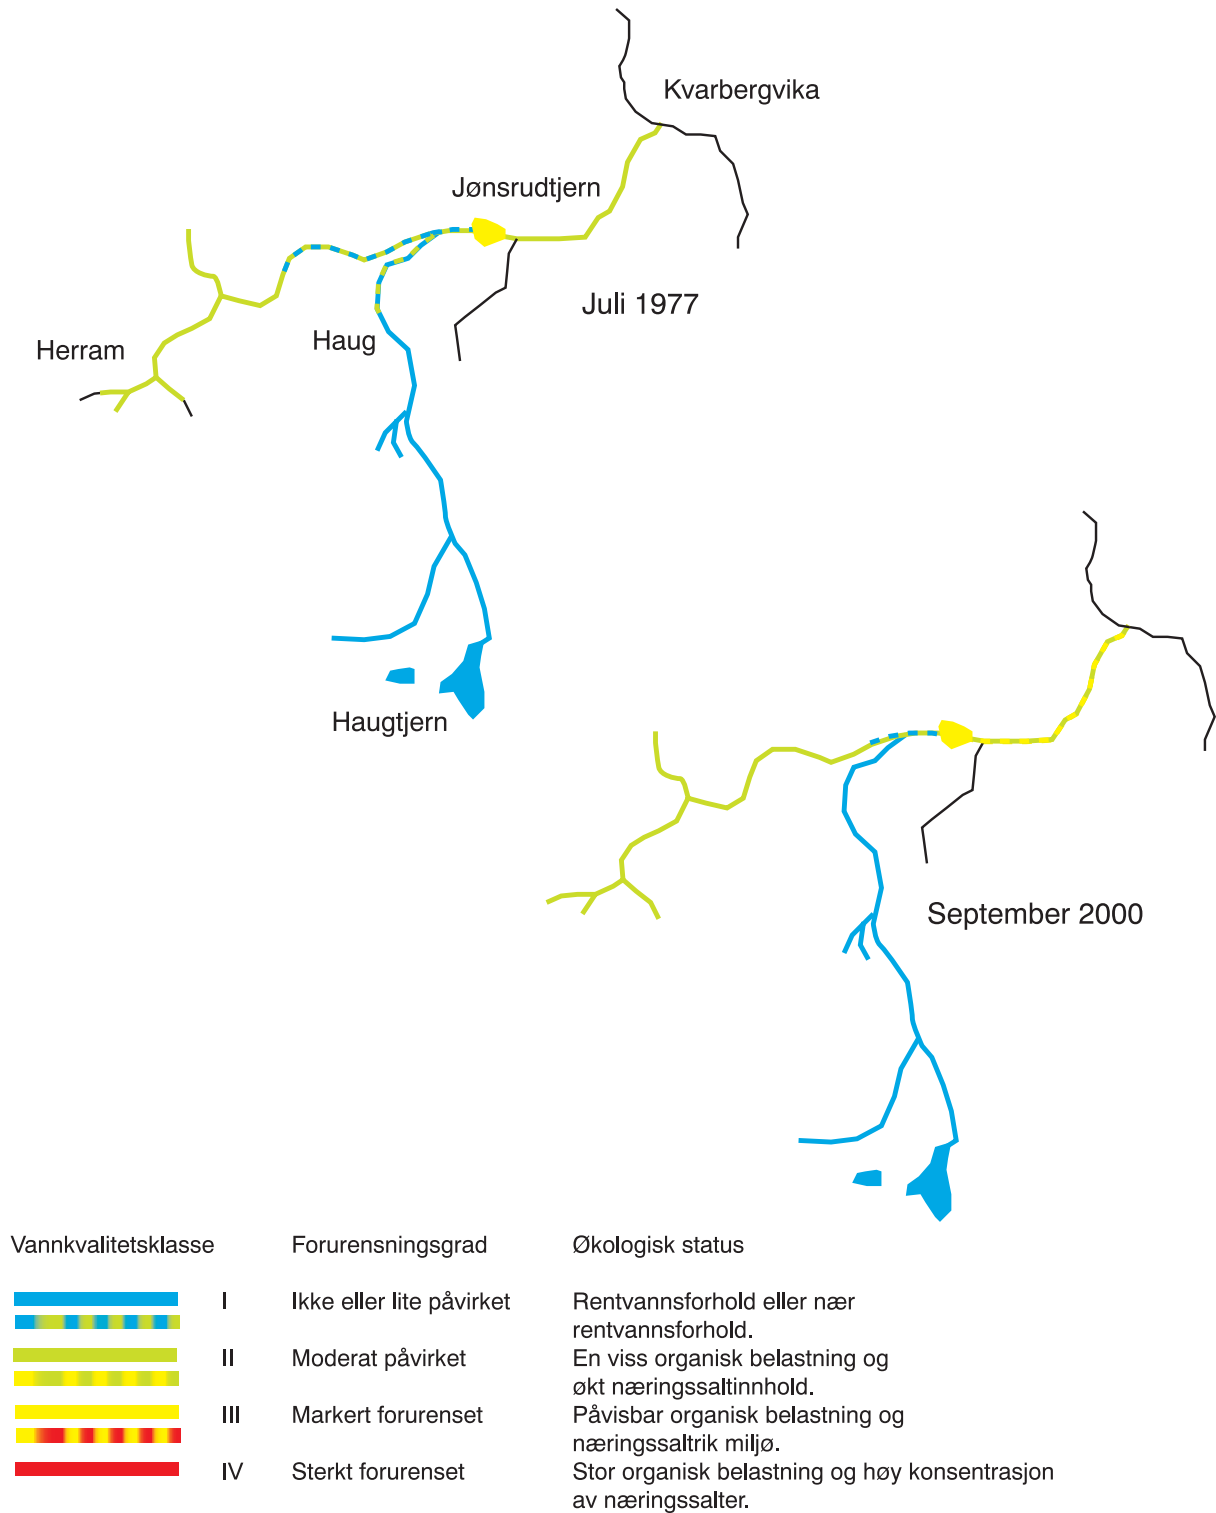 Kvarbergvika
Jønsrudtjern
Juli 1977
Haug
Herram
Haugtjern
September 2000
Vannkvalitetsklasse Forurensningsgrad Økologisk status
I Ikke eller lite påvirket Rentvannsforhold eller nær
rentvannsforhold.
II Moderat påvirket En viss organisk belastning og
økt næringssaltinnhold.
III Markert forurenset Påvisbar organisk belastning og
næringssaltrik miljø.
IV Sterkt forurenset Stor organisk belastning og høy konsentrasjon
av næringssalter.